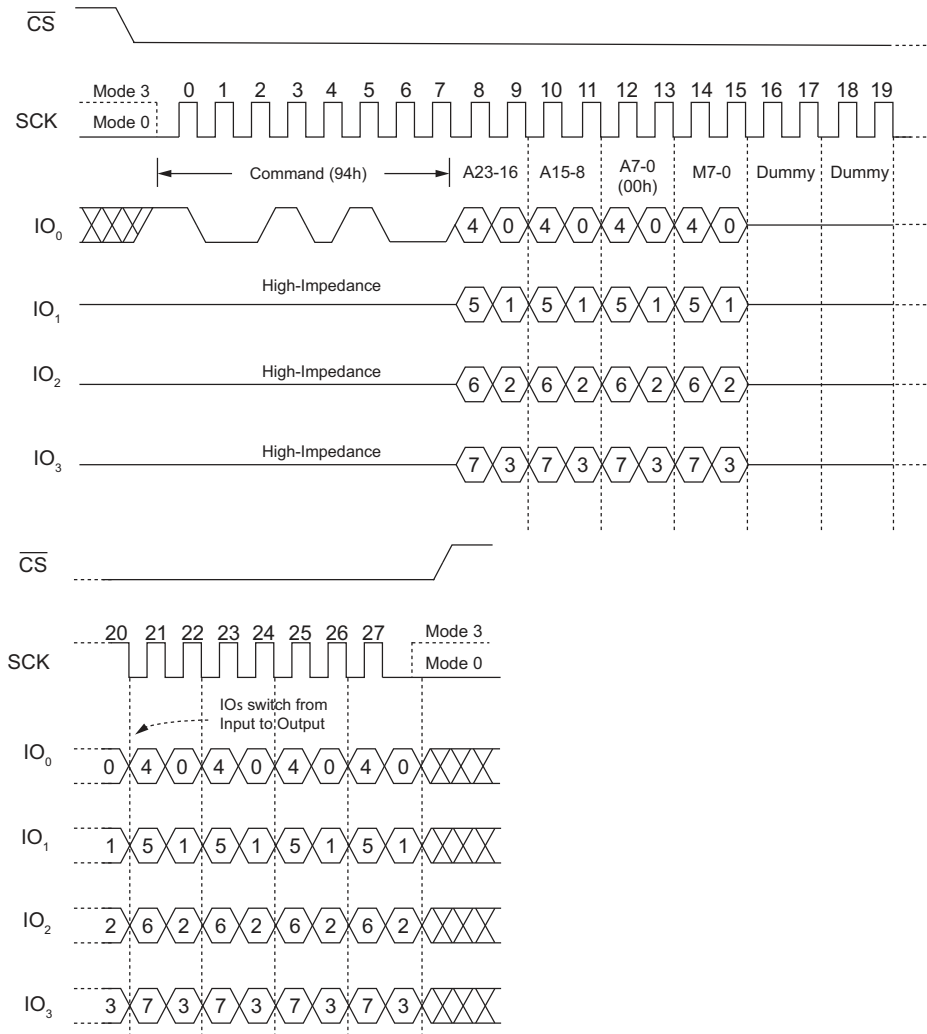 CS
Mode 3
0 1 2 3 4 5 6 7 8 9 10 11 12 13 14 15 16 17 18 19
SCK
Mode 0
Command (94h)
A23-16 A15-8 A7-0 (00h) M7-0 Dummy Dummy
IO0
4 0 4 0 4 0 4 0
High-Impedance
IO1
5 1 5 1 5 1 5 1
High-Impedance
IO2
6 2 6 2 6 2 6 2
High-Impedance
IO3
7 3 7 3 7 3 7 3
CS
20 21 22 23 24 25 26 27
Mode 3
SCK
Mode 0
IOs switch from
Input to Output
IO0
0 4 0 4 0 4 0 4 0
IO1
1 5 1 5 1 5 1 5 1
IO2
2 6 2 6 2 6 2 6 2
IO3
3 7 3 7 3 7 3 7 3